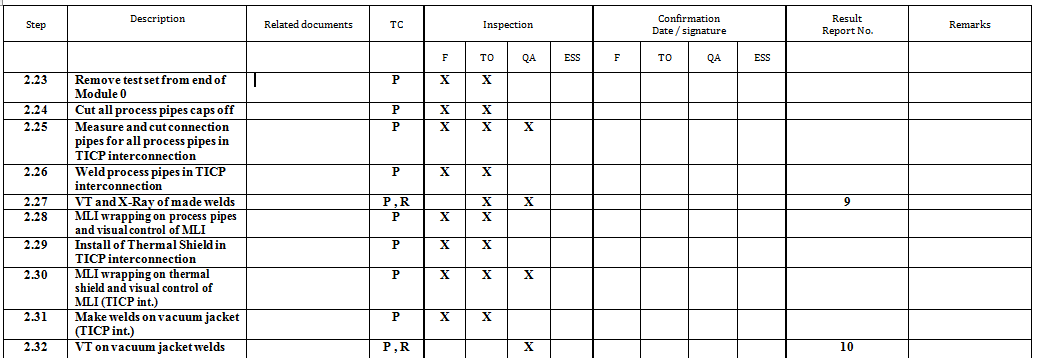 Step Description Related documents TC Inspection Confirmation Date / signature Result Report No. Remarks
F TO QA ESS F TO QA ESS
2.23 Remove test set from end of Module 0 P X X
2.24 Cut all process pipes caps off P X X
2.25 Measure and cut connection pipes for all process pipes in TICP interconnection P X X X
2.26 Weld process pipes in TICP interconnection P X X
2.27 VT and X-Ray of made welds P , R X X 9
2.28 MLI wrapping on process pipes and visual control of MLI P X X
2.29 Install of Thermal Shield in TICP interconnection P X X
2.30 MLI wrapping on thermal shield and visual control of MLI (TICP int.) P X X X
2.31 Make welds on vacuum jacket (TICP int.) P X X
2.32 VT on vacuum jacket welds P , R X 10